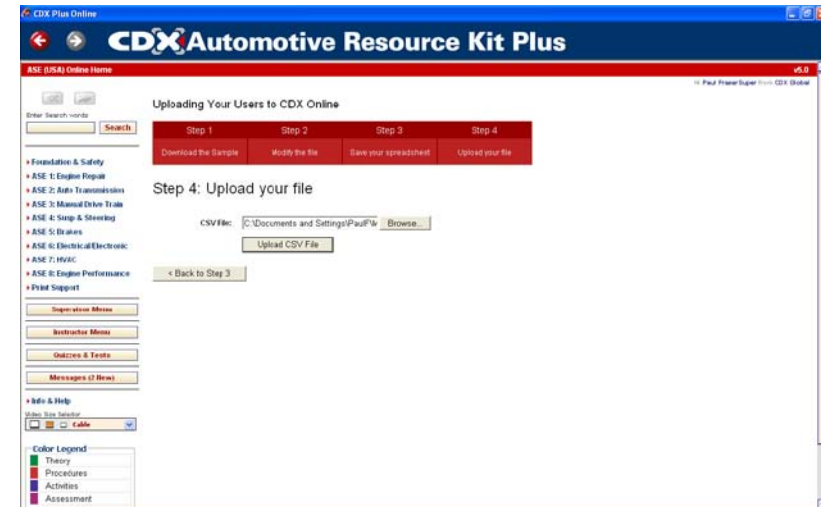 CDX Plus Online
CDX Automotive Resource Kit Plus
ASE (USA) Online Home
v5.0
Hi Paul Fraser Super from CDX Global
Enter Search words
Search
Uploading Your Users to CDX Online
Step 1
Step 2
Step 3
Step 4
Download the Sample
Modify the file
Save your spreadsheet
Upload your file
Foundation & Safety
ASE 1: Engine Repair
ASE 2: Auto Transmission
ASE 3: Manual Drive Train
ASE 4: Susp & Steering
ASE 5: Brakes
ASE 6: Electrical/Electronic
ASE 7: HVAC
ASE 8: Engine Performance
Print Support
Step 4: Upload your file
CSV File:
C:\Documents and Settings\PaulF\
Browse...
Upload CSV File
< Back to Step 3
Supervisor Menu
Instructor Menu
Quizzes & Tests
Messages (2 New)
Info & Help
Video Size Selector
Cable
Color Legend
Theory
Procedures
Activities
Assessment